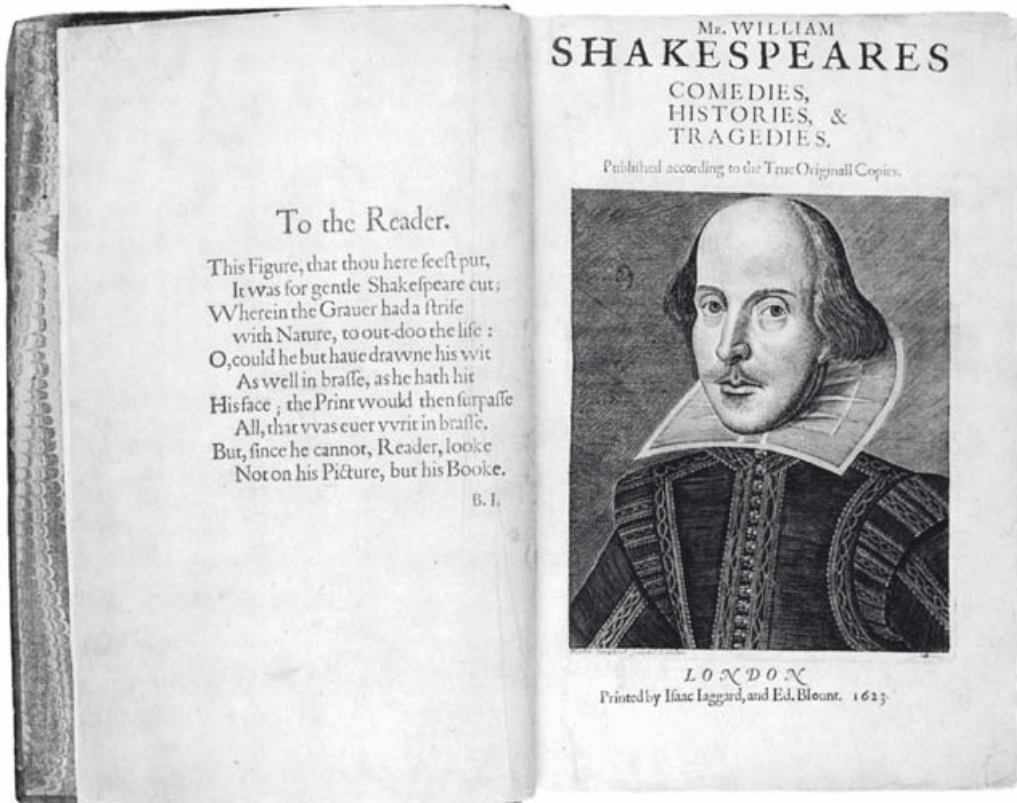 To the Reader.
This Figure, that thou here seeſt put,
It vvas for gentle Shakeſpeare cut;
Wherein the Grauer had a ſtrife
with Nature, to out-doo the life :
O, could he but haue dravvne his vvit
As vvell in braſſe, as he hath hit
His face ; the Print would then ſurpaſſe
All, that vvas euer vvrit in braſſe.
But, ſince he cannot, Reader, looke
Not on his Picture, but his Booke.
B. I.
Mr. WILLIAM
SHAKESPEARES
COMEDIES,
HISTORIES, &
TRAGEDIES.
Publiſhed according to the True Originall Copies.
LONDON
Printed by Iſaac Iaggard, and Ed. Blount. 1623.